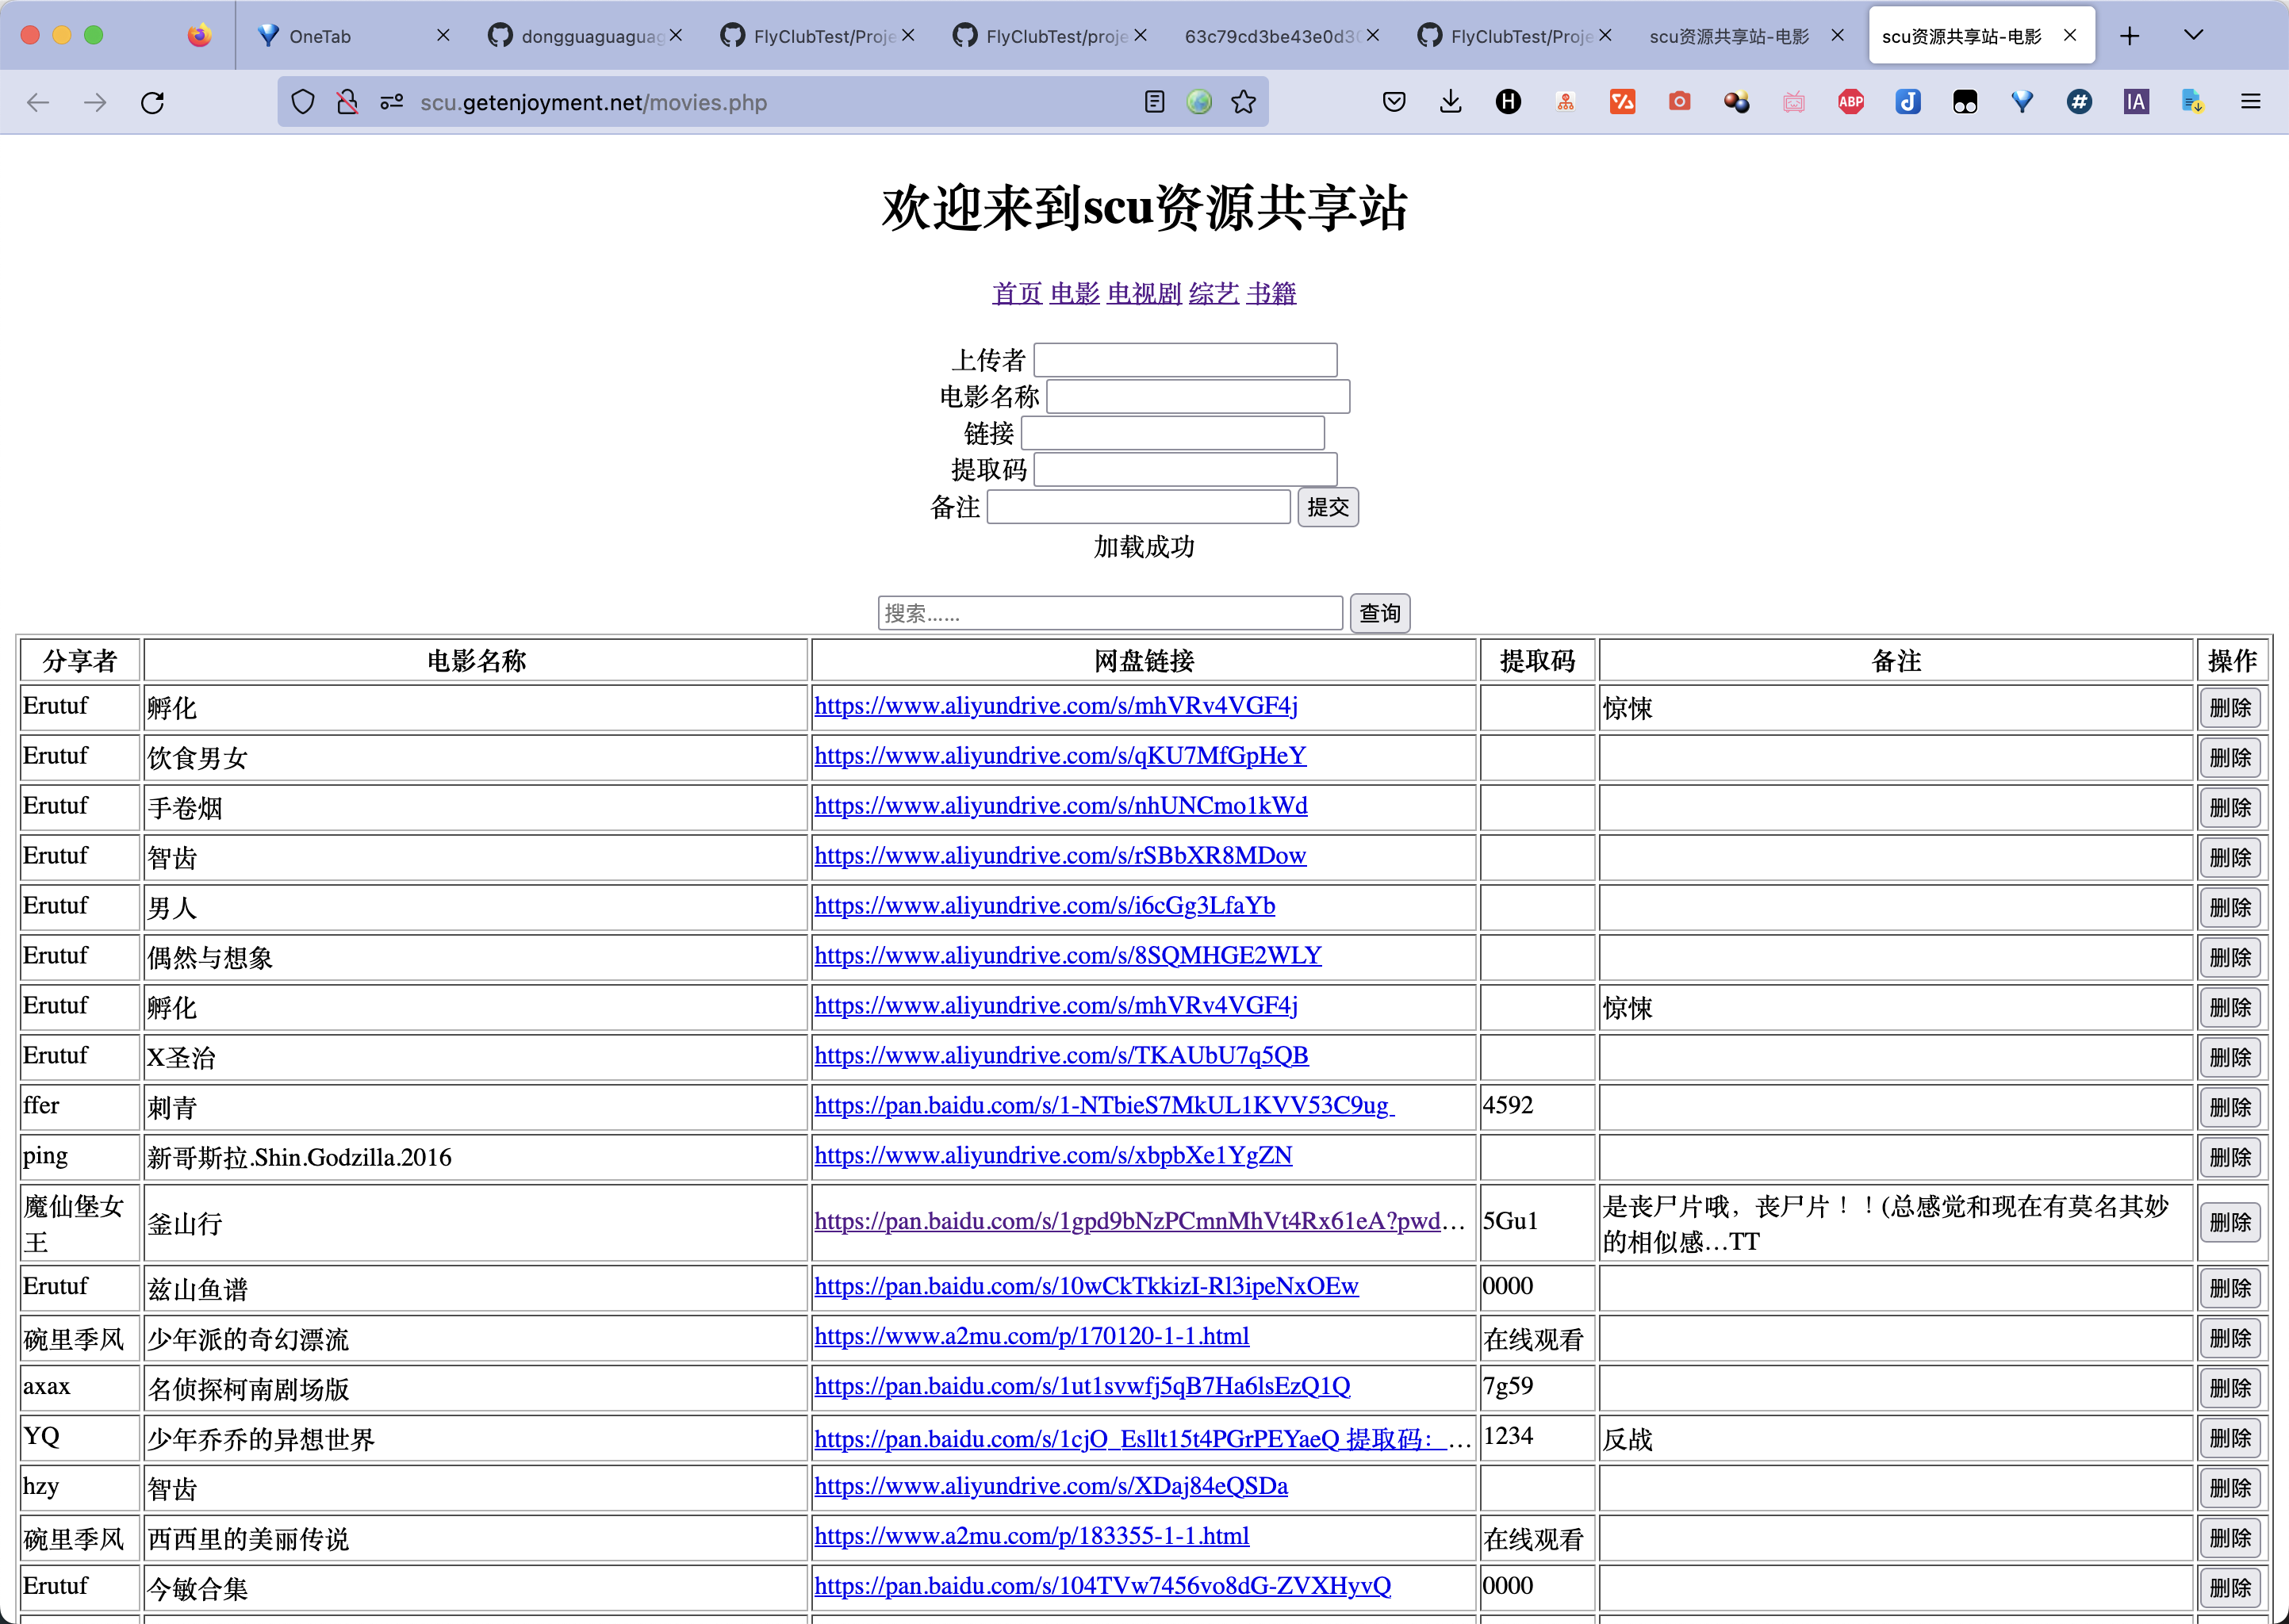 OneTab
dongguaguaguag
FlyClubTest/Proje
FlyClubTest/proje
63c79cd3be43e0d30
FlyClubTest/Proje
scu资源共享站-电影
scu资源共享站-电影
scu.getenjoyment.net/movies.php
H
ABP
IA
欢迎来到scu资源共享站
首页 电影 电视剧 综艺 书籍
上传者
电影名称
链接
提取码
备注 提交
加载成功
搜索…… 查询
分享者 电影名称 网盘链接 提取码 备注 操作
Erutuf 孵化 https://www.aliyundrive.com/s/mhVRv4VGF4j 惊悚 删除
Erutuf 饮食男女 https://www.aliyundrive.com/s/qKU7MfGpHeY 删除
Erutuf 手卷烟 https://www.aliyundrive.com/s/nhUNCmo1kWd 删除
Erutuf 智齿 https://www.aliyundrive.com/s/rSBbXR8MDow 删除
Erutuf 男人 https://www.aliyundrive.com/s/i6cGg3LfaYb 删除
Erutuf 偶然与想象 https://www.aliyundrive.com/s/8SQMHGE2WLY 删除
Erutuf 孵化 https://www.aliyundrive.com/s/mhVRv4VGF4j 惊悚 删除
Erutuf X圣治 https://www.aliyundrive.com/s/TKAUbU7q5QB 删除
ffer 刺青 https://pan.baidu.com/s/1-NTbieS7MkUL1KVV53C9ug 4592 删除
ping 新哥斯拉.Shin.Godzilla.2016 https://www.aliyundrive.com/s/xbpbXe1YgZN 删除
魔仙堡女王 釜山行 https://pan.baidu.com/s/1gpd9bNzPCmnMhVt4Rx61eA?pwd… 5Gu1 是丧尸片哦，丧尸片！！(总感觉和现在有莫名其妙
的相似感…TT 删除
Erutuf 兹山鱼谱 https://pan.baidu.com/s/10wCkTkkizI-Rl3ipeNxOEw 0000 删除
碗里季风 少年派的奇幻漂流 https://www.a2mu.com/p/170120-1-1.html 在线观看 删除
axax 名侦探柯南剧场版 https://pan.baidu.com/s/1ut1svwfj5qB7Ha6lsEzQ1Q 7g59 删除
YQ 少年乔乔的异想世界 https://pan.baidu.com/s/1cjO_Esllt15t4PGrPEYaeQ 提取码：… 1234 反战 删除
hzy 智齿 https://www.aliyundrive.com/s/XDaj84eQSDa 删除
碗里季风 西西里的美丽传说 https://www.a2mu.com/p/183355-1-1.html 在线观看 删除
Erutuf 今敏合集 https://pan.baidu.com/s/104TVw7456vo8dG-ZVXHyvQ 0000 删除